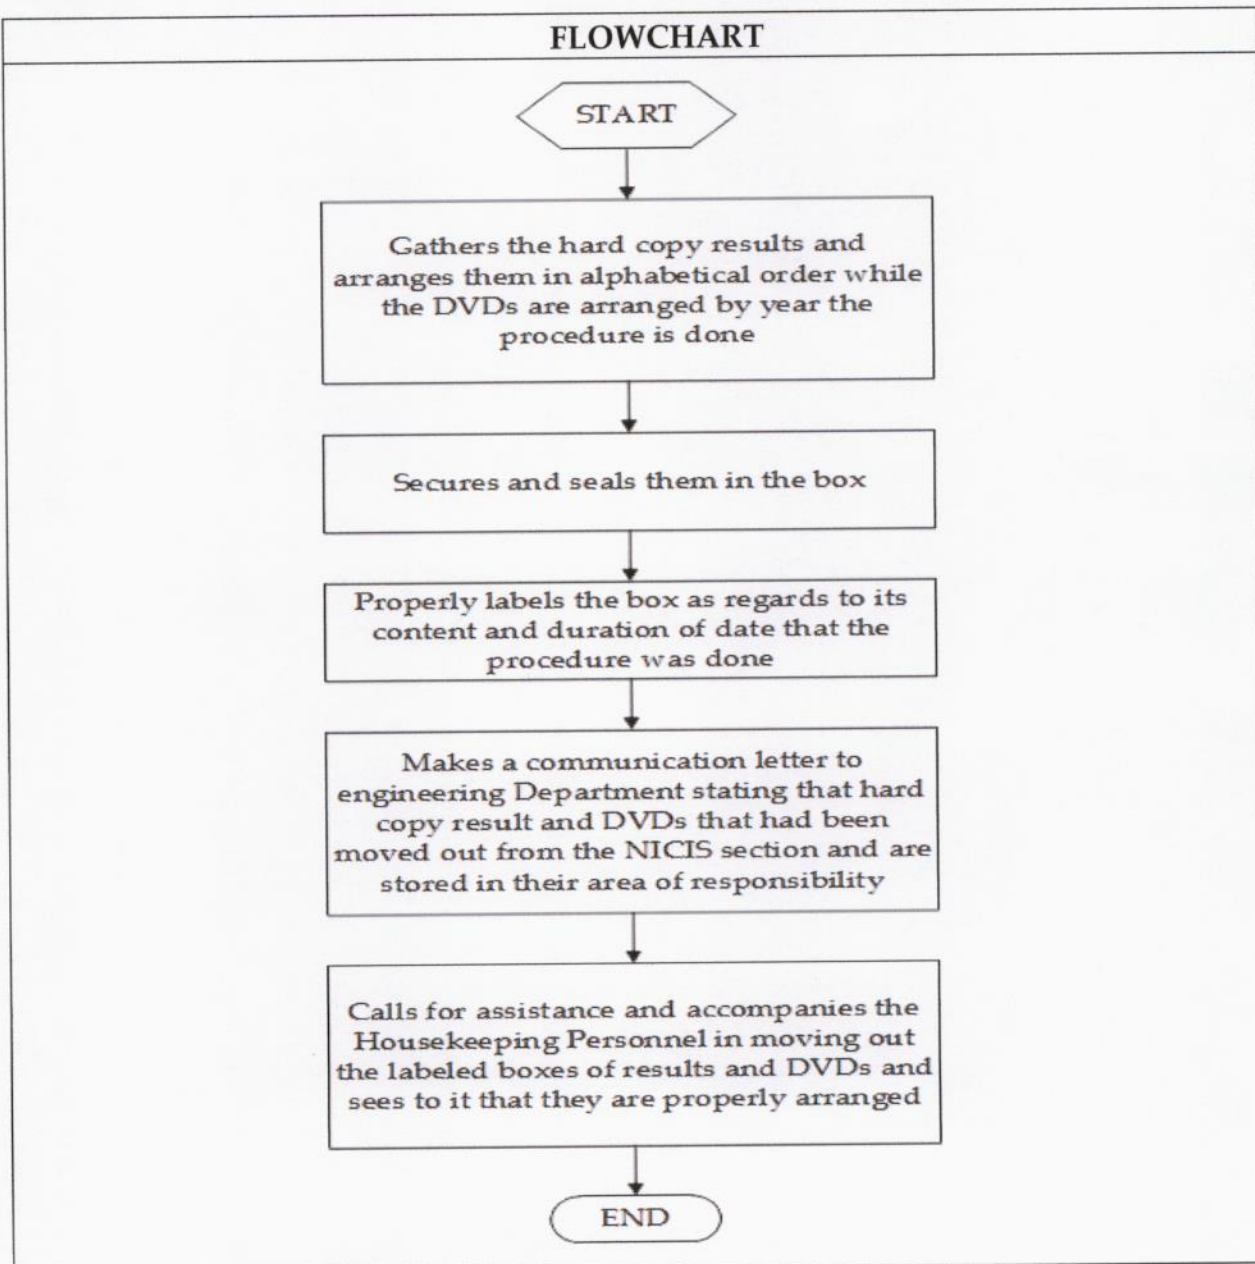 FLOWCHART
START
Gathers the hard copy results and
arranges them in alphabetical order while
the DVDs are arranged by year the
procedure is done
Secures and seals them in the box
Properly labels the box as regards to its
content and duration of date that the
procedure was done
Makes a communication letter to
engineering Department stating that hard
copy result and DVDs that had been
moved out from the NICIS section and are
stored in their area of responsibility
Calls for assistance and accompanies the
Housekeeping Personnel in moving out
the labeled boxes of results and DVDs and
sees to it that they are properly arranged
END